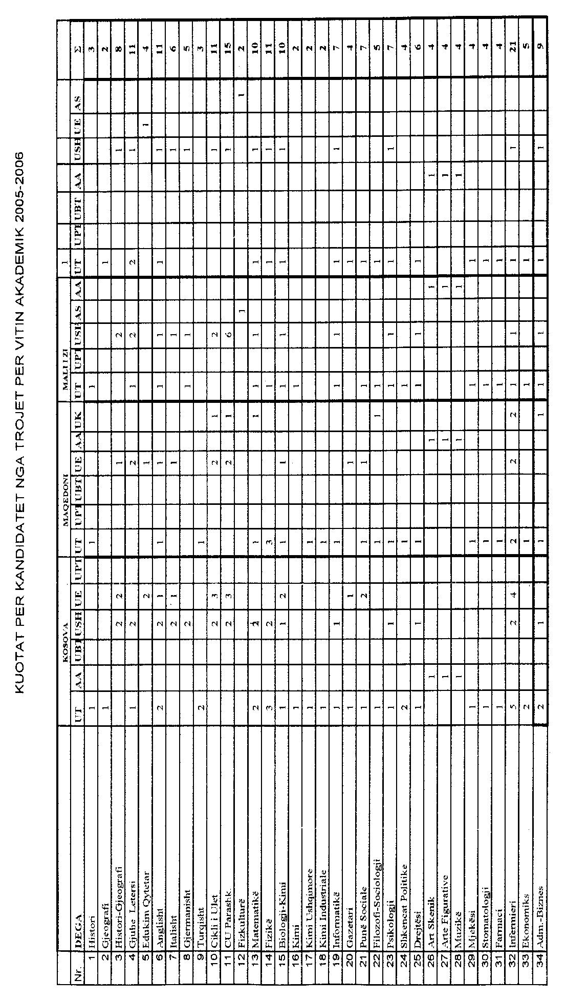 KUOTAT PER KANDIDATET NGA TROJET PER VITIN AKADEMIK 2005-2006
KOSOVA MAQEDONI MALI I ZI 1
Nr. DEGA UT AA UBT USH UE UPT UT UPT UBT UE AA UK UT UPT USH AS AA UT UPT UBT AA USH UE AS Σ
1 Histori 1 1 1 3
2 Gjeografi 1 1 2
3 Histori-Gjeografi 2 2 1 2 1 8
4 Gjuhe Letersi 1 2 2 1 2 2 1 11
5 Edukim Qytetar 2 1 1 4
6 Anglisht 2 2 1 1 1 1 1 1 1 11
7 Italisht 2 1 1 1 1 6
8 Gjermanisht 2 1 1 1 5
9 Turqisht 2 1 3
10 Cikli i Ulet 2 3 2 1 2 1 11
11 CU Parashk. 2 3 2 1 6 1 15
12 Fizkulturë 1 1 2
13 Matematikë 2 2 1 1 1 1 1 1 10
14 Fizikë 3 2 3 1 1 1 11
15 Biologji-Kimi 1 1 2 1 1 1 1 1 1 10
16 Kimi 1 1 2
17 Kimi Ushqimore 1 1 2
18 Kimi Industriale 1 1 2
19 Informatikë 1 1 1 1 1 1 1 7
20 Gazetari 1 1 1 1 4
21 Punë Sociale 1 2 1 1 1 1 7
22 Filozofi-Sociologji 1 1 1 1 1 5
23 Psikologji 1 1 1 1 1 1 1 7
24 Shkencat Politike 2 1 1 4
25 Drejtësi 1 1 1 1 1 1 6
26 Art Skenik 1 1 1 1 4
27 Arte Figurative 1 1 1 1 4
28 Muzikë 1 1 1 1 4
29 Mjekësi 1 1 1 1 4
30 Stomatologji 1 1 1 1 4
31 Farmaci 1 1 1 1 4
32 Infermieri 5 2 4 2 2 2 1 1 1 1 21
33 Ekonomiks 2 1 1 1 5
34 Adm.-Biznes 2 1 1 1 1 1 1 1 9